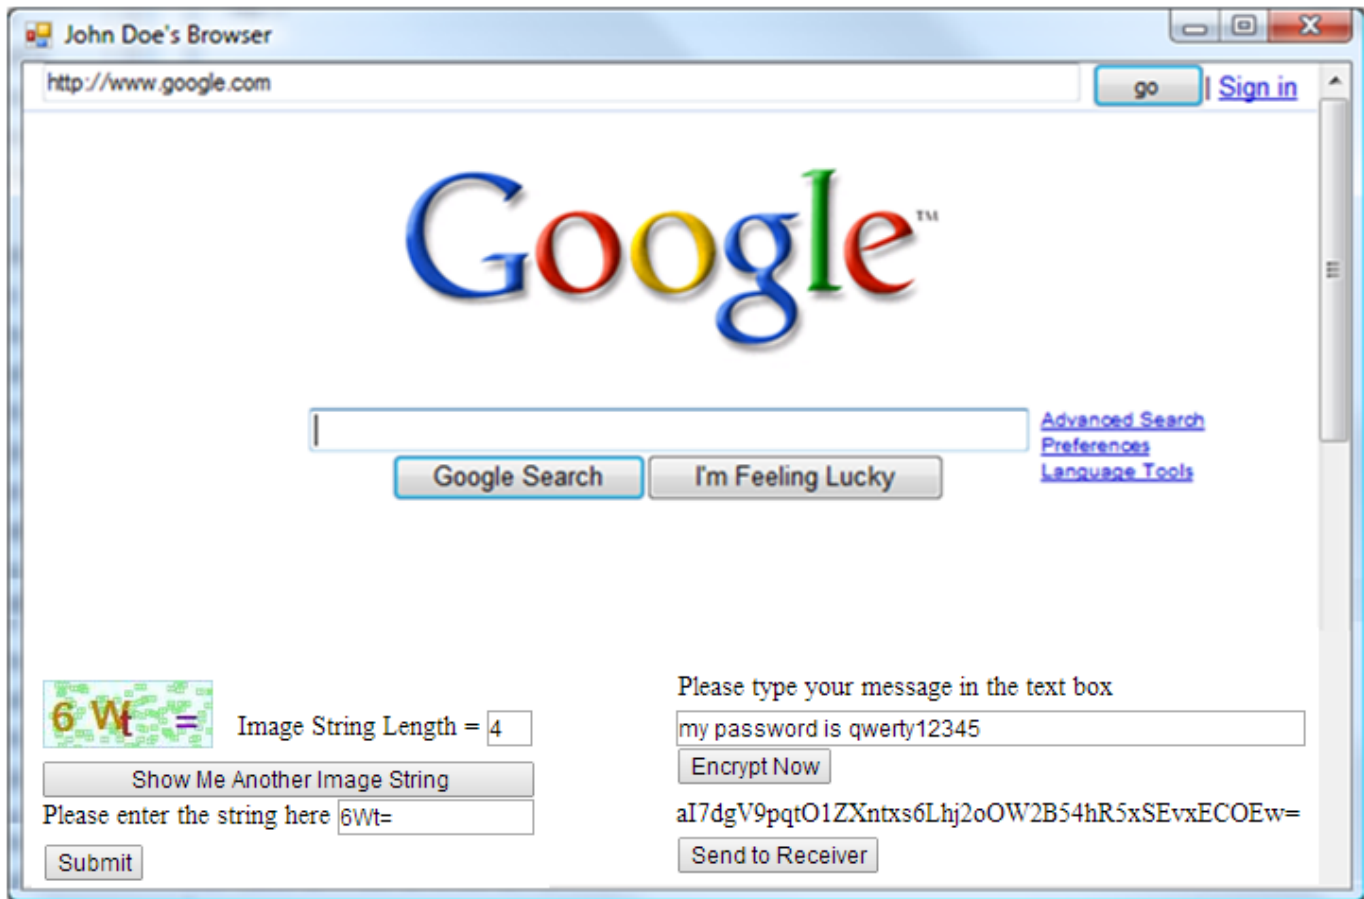 John Doe's Browser
http://www.google.com
go | Sign in
Google™
Advanced Search
Preferences
Language Tools
Google Search
I'm Feeling Lucky
6 Wt =
Image String Length = 4
Show Me Another Image String
Please enter the string here 6Wt=
Submit
Please type your message in the text box
my password is qwerty12345
Encrypt Now
aI7dgV9pqtO1ZXntxs6Lhj2oOW2B54hR5xSEvxECOEw=
Send to Receiver